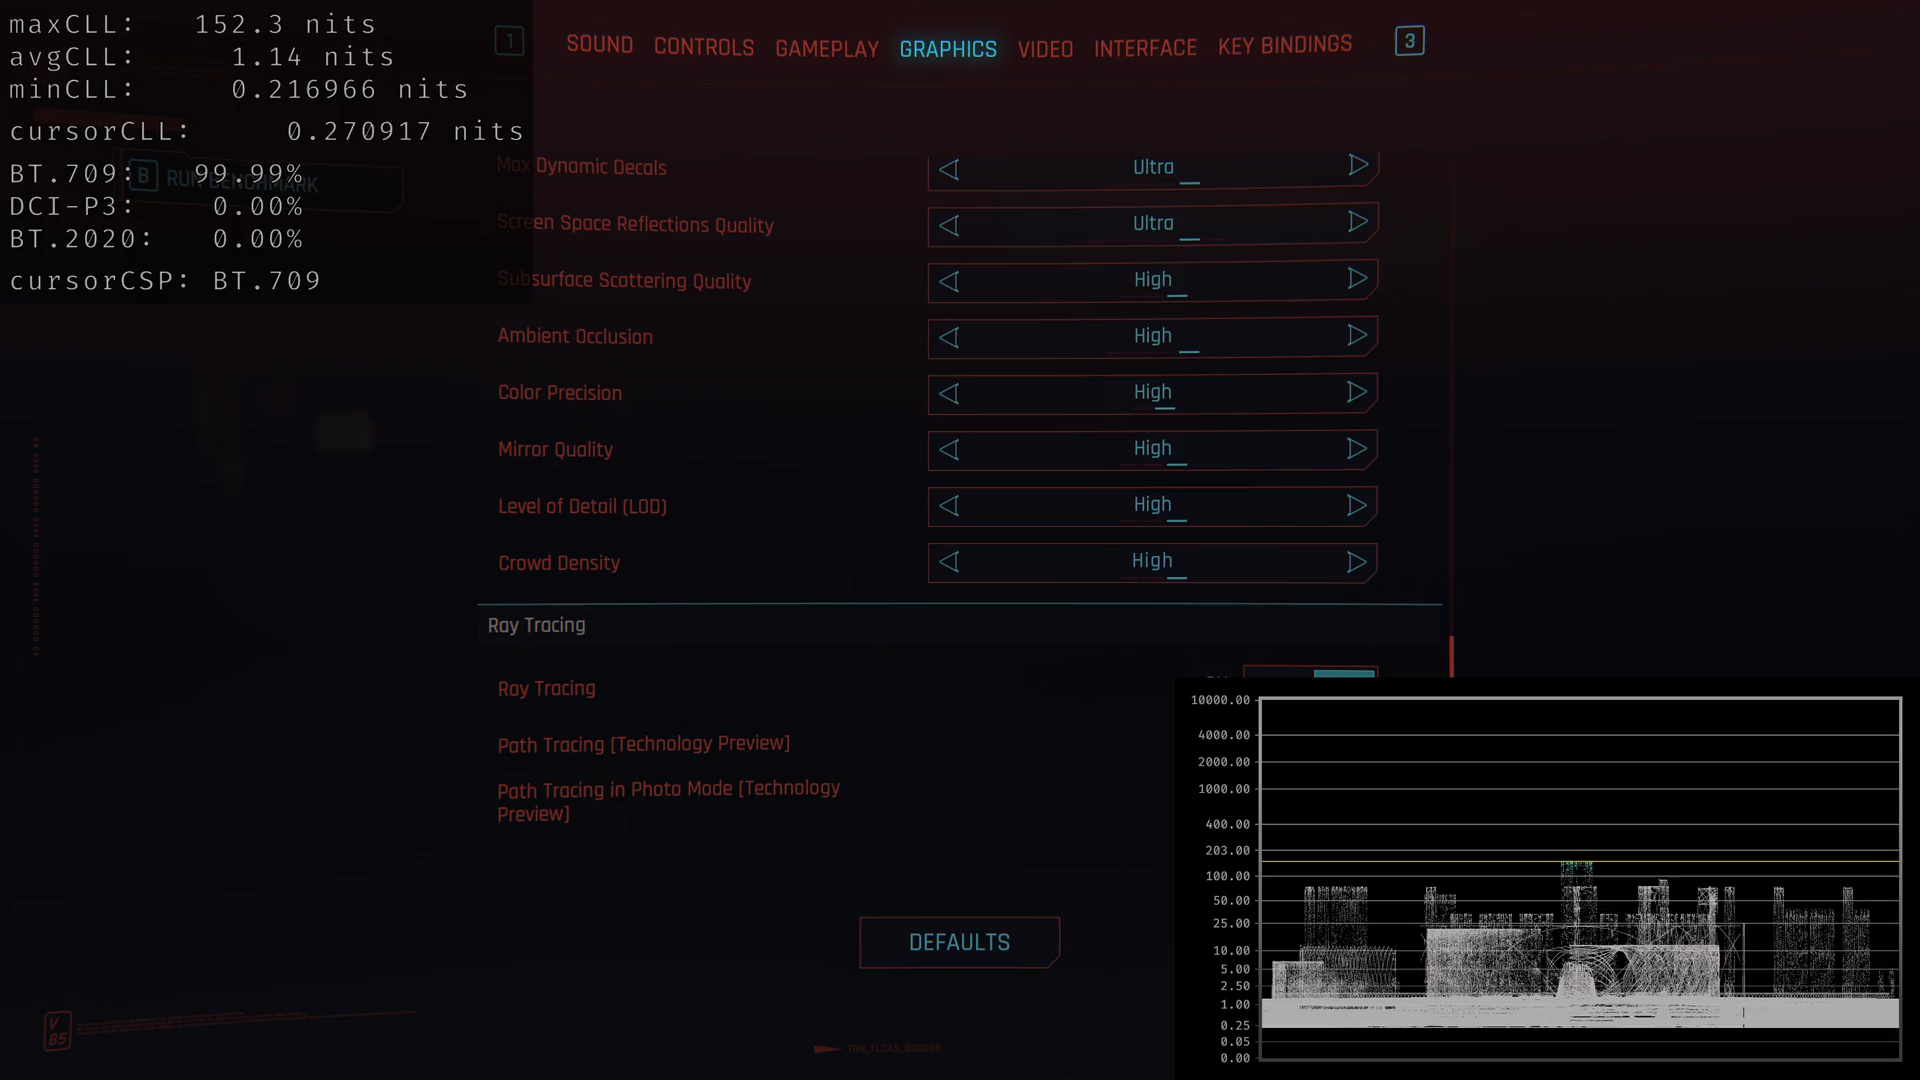 maxCLL: 152.3 nits
avgCLL: 1.14 nits
minCLL: 0.216966 nits
cursorCLL: 0.270917 nits
BT.709: 99.99%
DCI-P3: 0.00%
BT.2020: 0.00%
cursorCSP: BT.709
B RUN BENCHMARK
1 SOUND CONTROLS GAMEPLAY GRAPHICS VIDEO INTERFACE KEY BINDINGS 3
Max Dynamic Decals Ultra
Screen Space Reflections Quality Ultra
Subsurface Scattering Quality High
Ambient Occlusion High
Color Precision High
Mirror Quality High
Level of Detail (LOD) High
Crowd Density High
Ray Tracing
Ray Tracing
Path Tracing [Technology Preview]
Path Tracing in Photo Mode [Technology
Preview]
DEFAULTS
V
85
TRN_TLCAS_800096
10000.00
4000.00
2000.00
1000.00
400.00
203.00
100.00
50.00
25.00
10.00
5.00
2.50
1.00
0.25
0.05
0.00